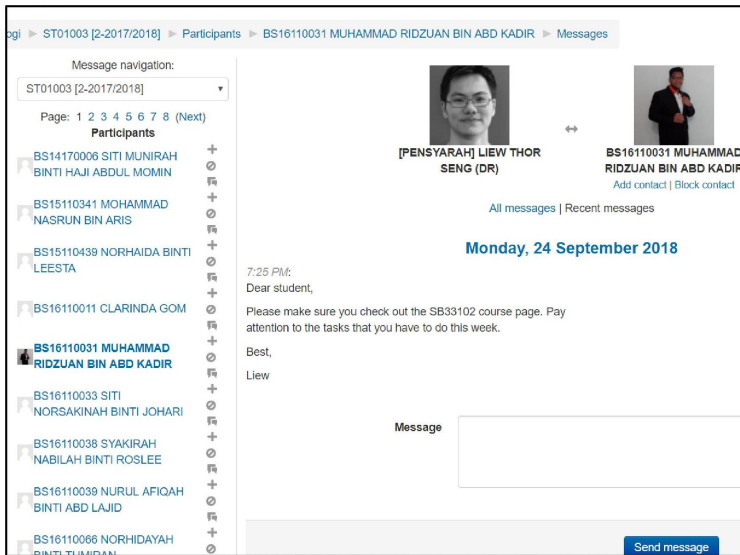 ogi ▶ ST01003 [2-2017/2018] ▶ Participants ▶ BS16110031 MUHAMMAD RIDZUAN BIN ABD KADIR ▶ Messages
Message navigation:
ST01003 [2-2017/2018]
Page: 1 2 3 4 5 6 7 8 (Next)
Participants
BS14170006 SITI MUNIRAH
BINTI HAJI ABDUL MOMIN
BS15110341 MOHAMMAD
NASRUN BIN ARIS
BS15110439 NORHAIDA BINTI
LEESTA
BS16110011 CLARINDA GOM
BS16110031 MUHAMMAD
RIDZUAN BIN ABD KADIR
BS16110033 SITI
NORSAKINAH BINTI JOHARI
BS16110038 SYAKIRAH
NABILAH BINTI ROSLEE
BS16110039 NURUL AFIQAH
BINTI ABD LAJID
BS16110066 NORHIDAYAH
BINTI TUMIRAN
[PENSYARAH] LIEW THOR
SENG (DR)
BS16110031 MUHAMMAD
RIDZUAN BIN ABD KADIR
Add contact | Block contact
All messages | Recent messages
Monday, 24 September 2018
7:25 PM:
Dear student,
Please make sure you check out the SB33102 course page. Pay
attention to the tasks that you have to do this week.
Best,
Liew
Message
Send message